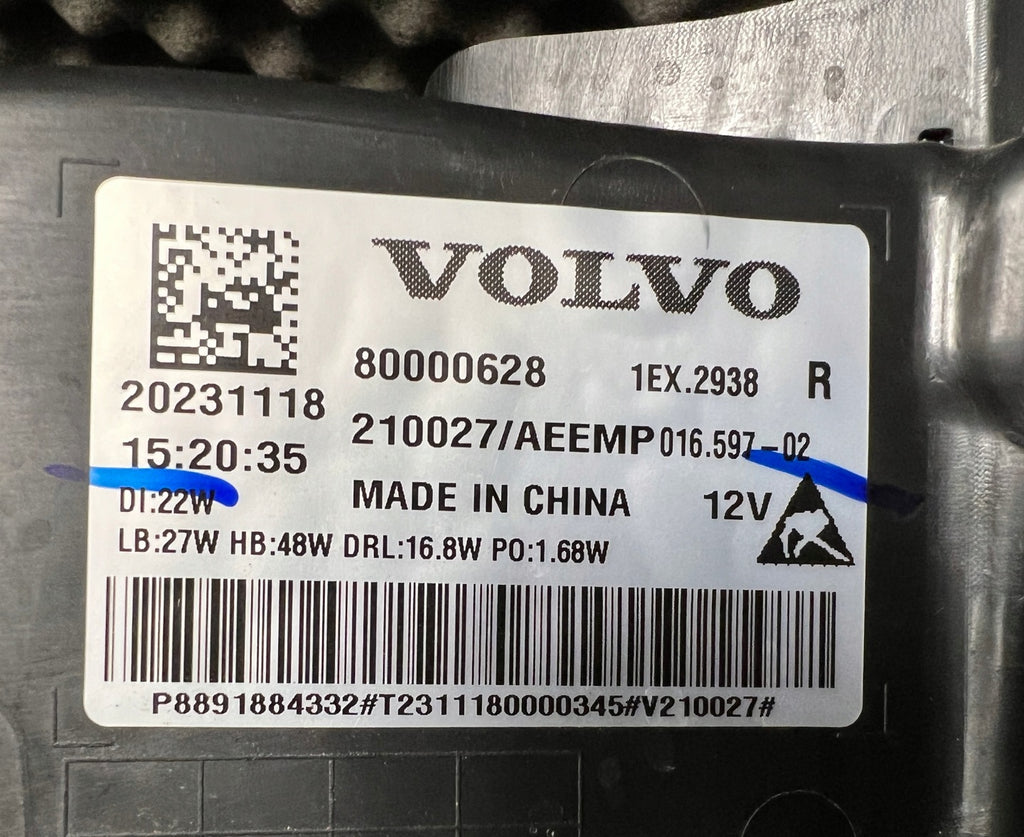 VOLVO
80000628 1EX.2938 R
20231118
210027/AEEMP 016.597-02
15:20:35
DI:22W MADE IN CHINA 12V
LB:27W HB:48W DRL:16.8W PO:1.68W
P8891884332#T2311180000345#V210027#